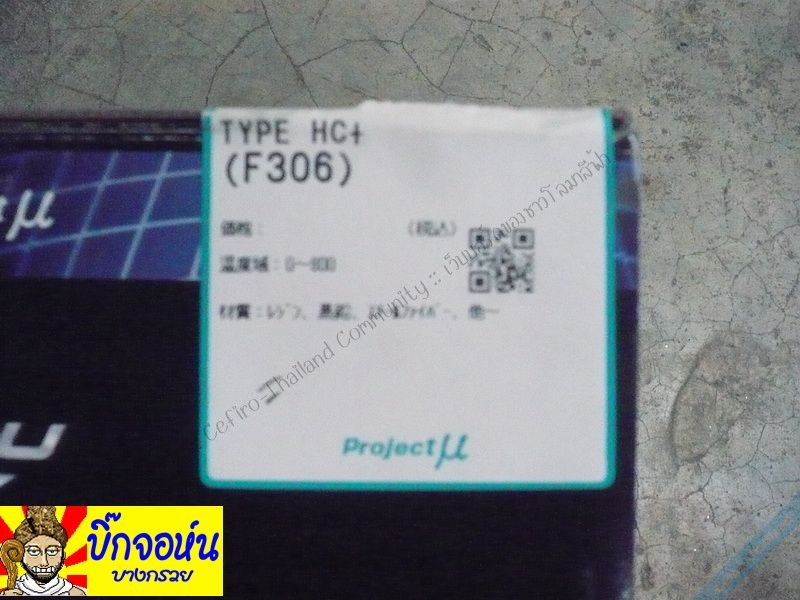 TYPE HC+
(F306)
価格： (税込)
温度域：0～800
材質：レジン、黒鉛、スチールファイバー、他～
Project μ
μ
Cefiro-Thailand Community ::
บิ๊กจอห์น
บางกรวย